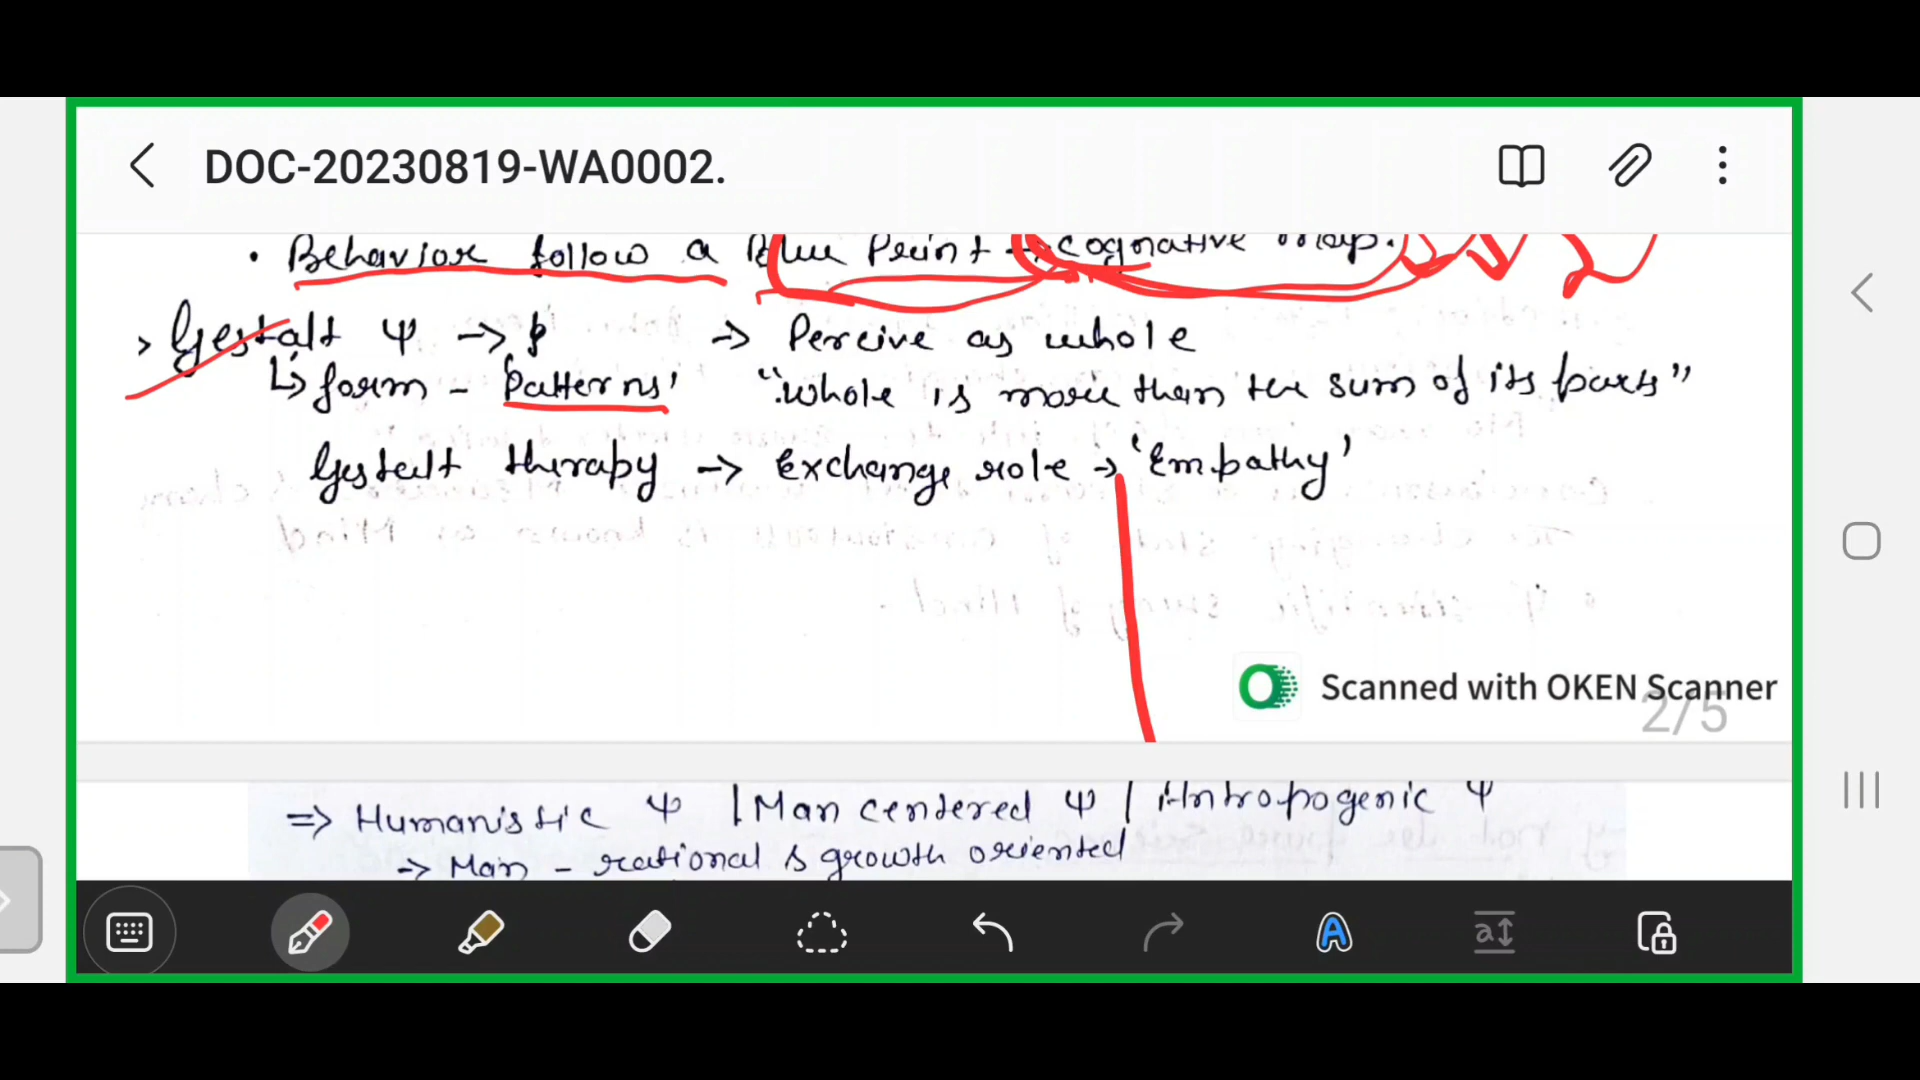 DOC-20230819-WA0002.
• Behavior follow a Blue Print → Cognative Map.
> Gestalt ψ → p → Percive as whole
↳ form - 'Patterns' "whole is more than the sum of its parts"
Gestalt therapy → Exchange role → 'Empathy'
Scanned with OKEN Scanner
2/5
=> Humanistic ψ | Man centered ψ | Antropogenic ψ
→ Man - rational & growth oriented